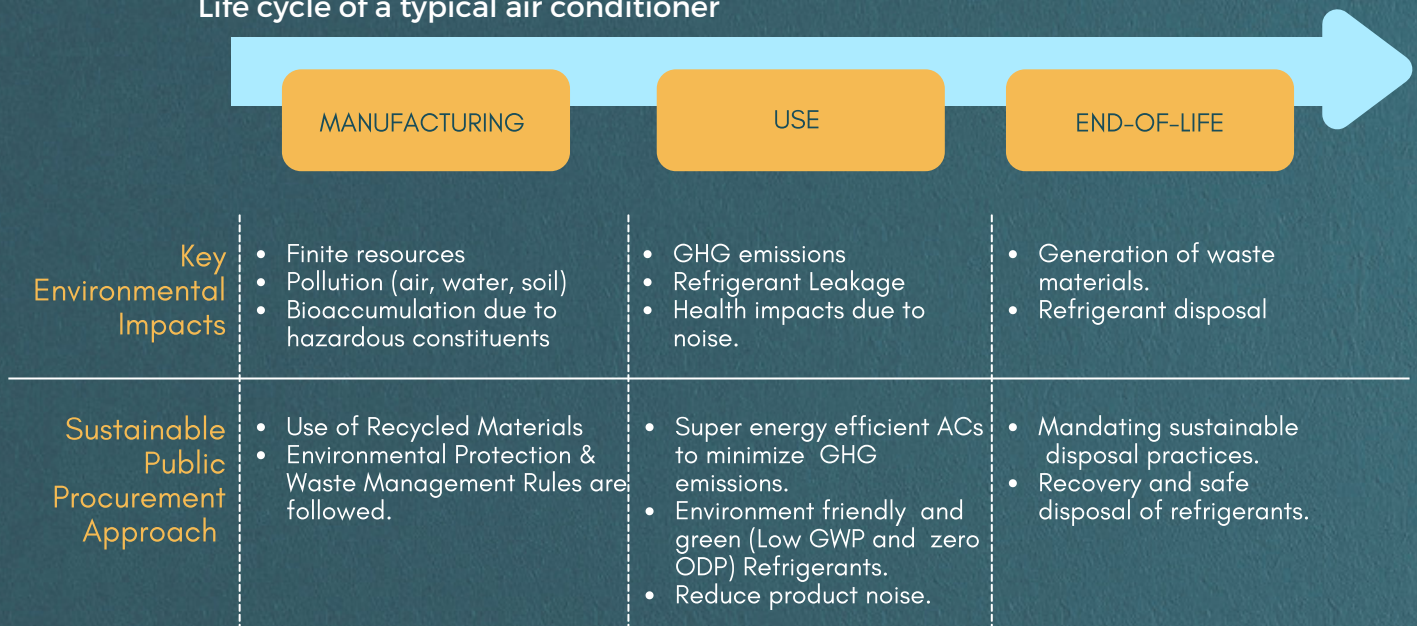 Life cycle of a typical air conditioner
MANUFACTURING
USE
END-OF-LIFE
Key
Environmental
Impacts
• Finite resources
• Pollution (air, water, soil)
• Bioaccumulation due to
hazardous constituents
• GHG emissions
• Refrigerant Leakage
• Health impacts due to
noise.
• Generation of waste
materials.
• Refrigerant disposal
Sustainable
Public
Procurement
Approach
• Use of Recycled Materials
• Environmental Protection &
Waste Management Rules are
followed.
• Super energy efficient ACs
to minimize GHG
emissions.
• Environment friendly and
green (Low GWP and zero
ODP) Refrigerants.
• Reduce product noise.
• Mandating sustainable
disposal practices.
• Recovery and safe
disposal of refrigerants.